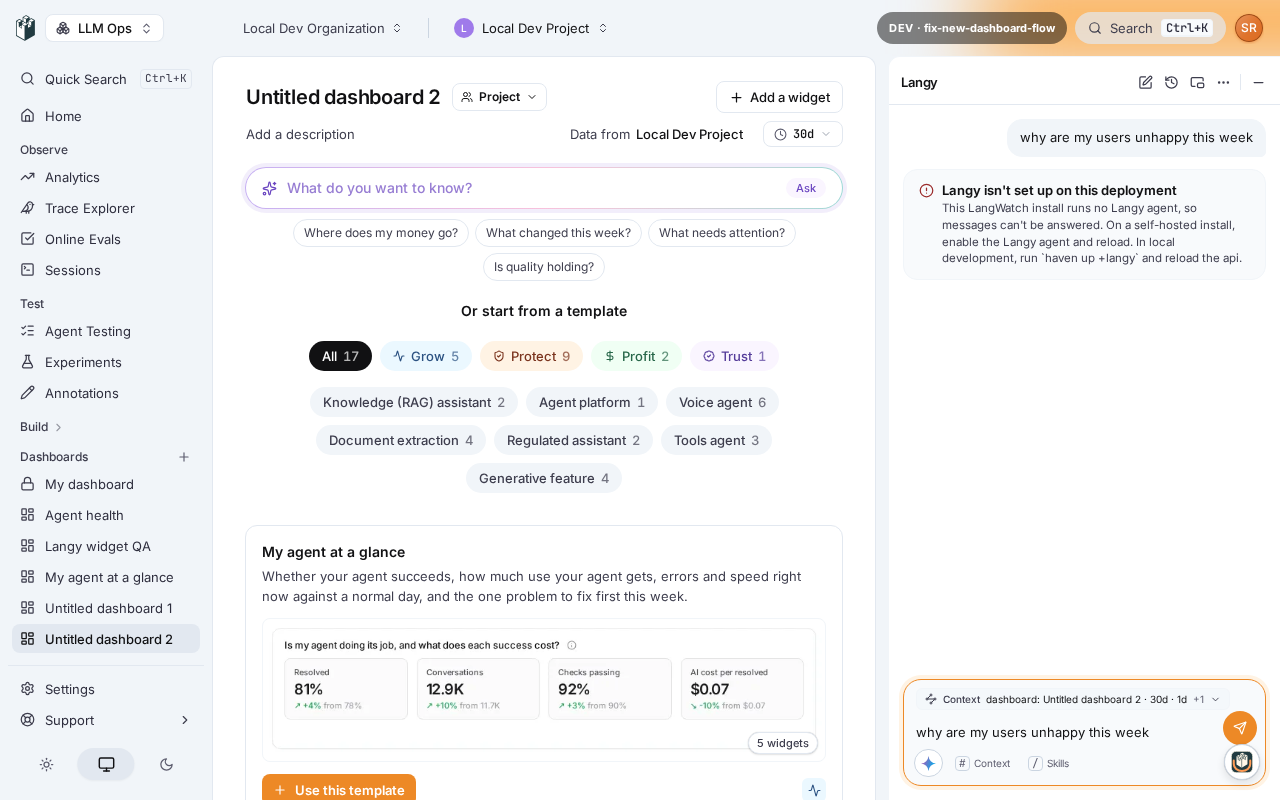 LLM Ops
Local Dev Organization
L
Local Dev Project
DEV · fix-new-dashboard-flow
Search Ctrl+K
SR
Quick Search Ctrl+K
Home
Observe
Analytics
Trace Explorer
Online Evals
Sessions
Test
Agent Testing
Experiments
Annotations
Build
Dashboards
My dashboard
Agent health
Langy widget QA
My agent at a glance
Untitled dashboard 1
Untitled dashboard 2
Settings
Support
Untitled dashboard 2
Project
Add a widget
Add a description
Data from Local Dev Project
30d
What do you want to know?
Ask
Where does my money go?
What changed this week?
What needs attention?
Is quality holding?
Or start from a template
All 17
Grow 5
Protect 9
Profit 2
Trust 1
Knowledge (RAG) assistant 2
Agent platform 1
Voice agent 6
Document extraction 4
Regulated assistant 2
Tools agent 3
Generative feature 4
My agent at a glance
Whether your agent succeeds, how much use your agent gets, errors and speed right
now against a normal day, and the one problem to fix first this week.
Is my agent doing its job, and what does each success cost?
Resolved
81%
↗ +4% from 78%
Conversations
12.9K
↗ +10% from 11.7K
Checks passing
92%
↗ +3% from 90%
AI cost per resolved
$0.07
↘ -10% from $0.07
5 widgets
Use this template
Langy
why are my users unhappy this week
Langy isn't set up on this deployment
This LangWatch install runs no Langy agent, so
messages can't be answered. On a self-hosted install,
enable the Langy agent and reload. In local
development, run `haven up +langy` and reload the api.
Context dashboard: Untitled dashboard 2 · 30d · 1d +1
why are my users unhappy this week
# Context
/ Skills